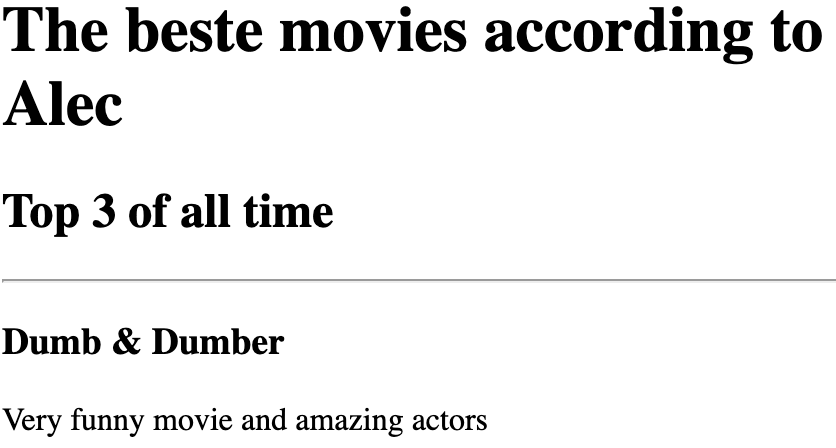 The beste movies according to
Alec
Top 3 of all time
Dumb & Dumber
Very funny movie and amazing actors